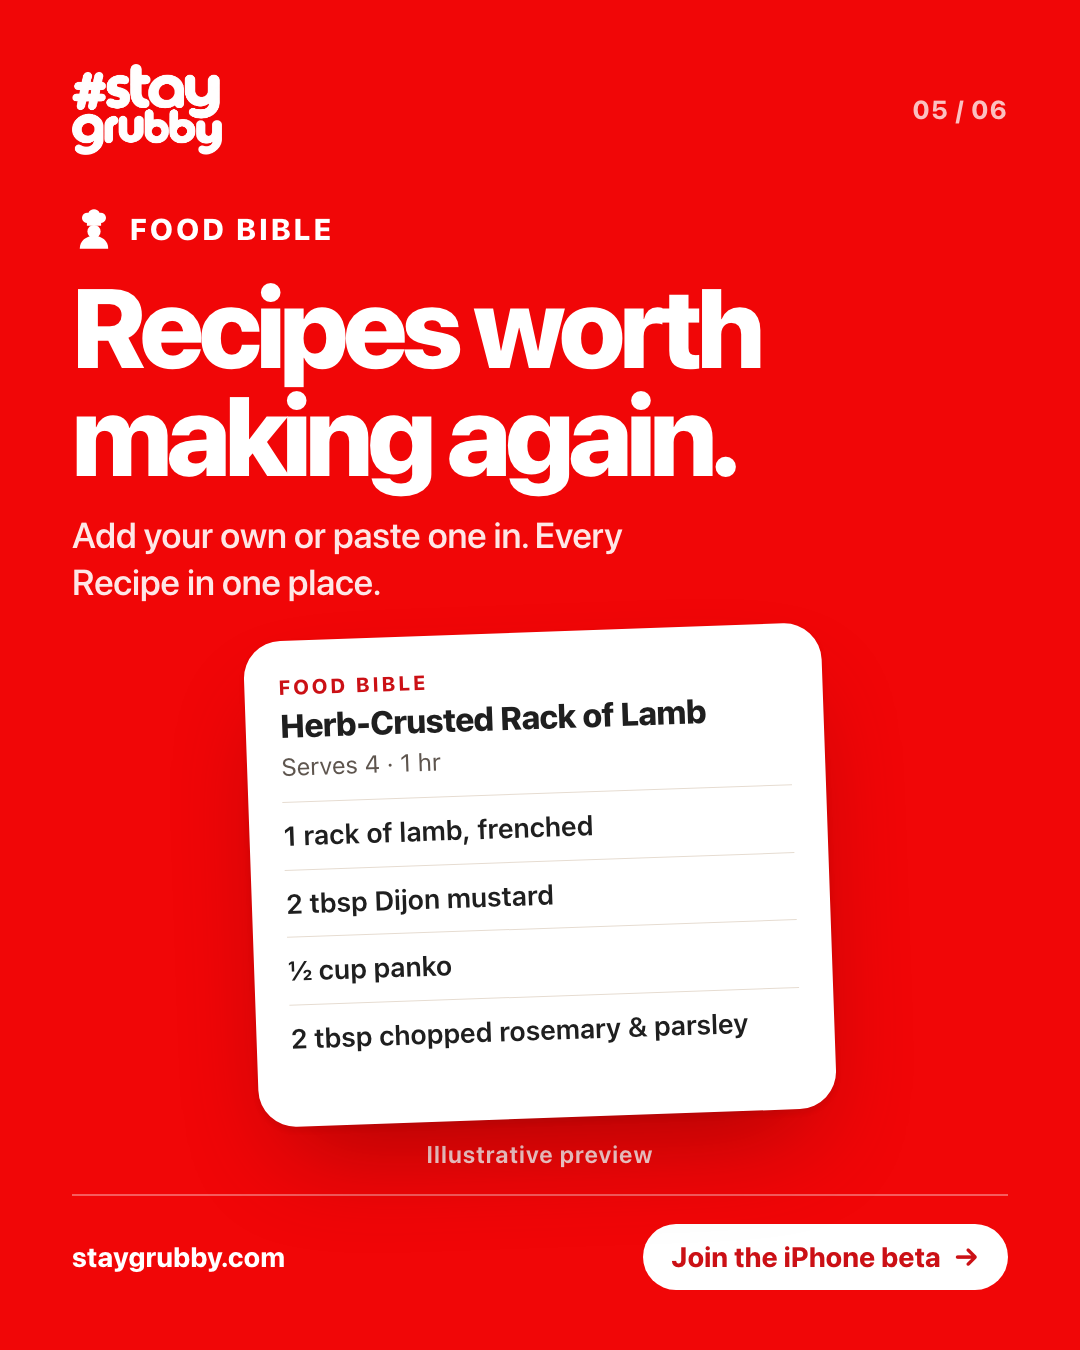 #stay
grubby
05 / 06
FOOD BIBLE
Recipes worth
making again.
Add your own or paste one in. Every
Recipe in one place.
FOOD BIBLE
Herb-Crusted Rack of Lamb
Serves 4 · 1 hr
1 rack of lamb, frenched
2 tbsp Dijon mustard
½ cup panko
2 tbsp chopped rosemary & parsley
Illustrative preview
staygrubby.com
Join the iPhone beta →